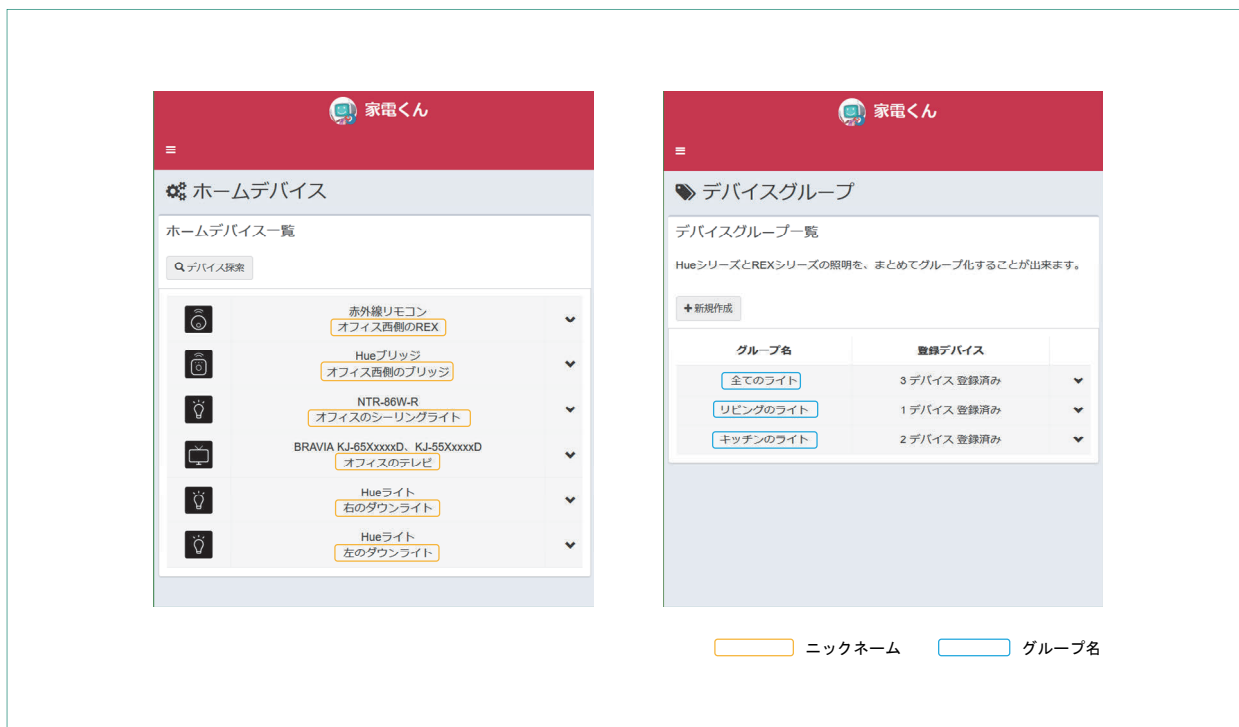 家電くん
ホームデバイス
ホームデバイス一覧
デバイス探索
赤外線リモコン
オフィス西側のREX
Hueブリッジ
オフィス西側のブリッジ
NTR-86W-R
オフィスのシーリングライト
BRAVIA KJ-65XxxxxD、KJ-55XxxxxD
オフィスのテレビ
Hueライト
右のダウンライト
Hueライト
左のダウンライト
家電くん
デバイスグループ
デバイスグループ一覧
HueシリーズとREXシリーズの照明を、まとめてグループ化することが出来ます。
+新規作成
グループ名 登録デバイス
全てのライト 3 デバイス 登録済み
リビングのライト 1 デバイス 登録済み
キッチンのライト 2 デバイス 登録済み
ニックネーム グループ名